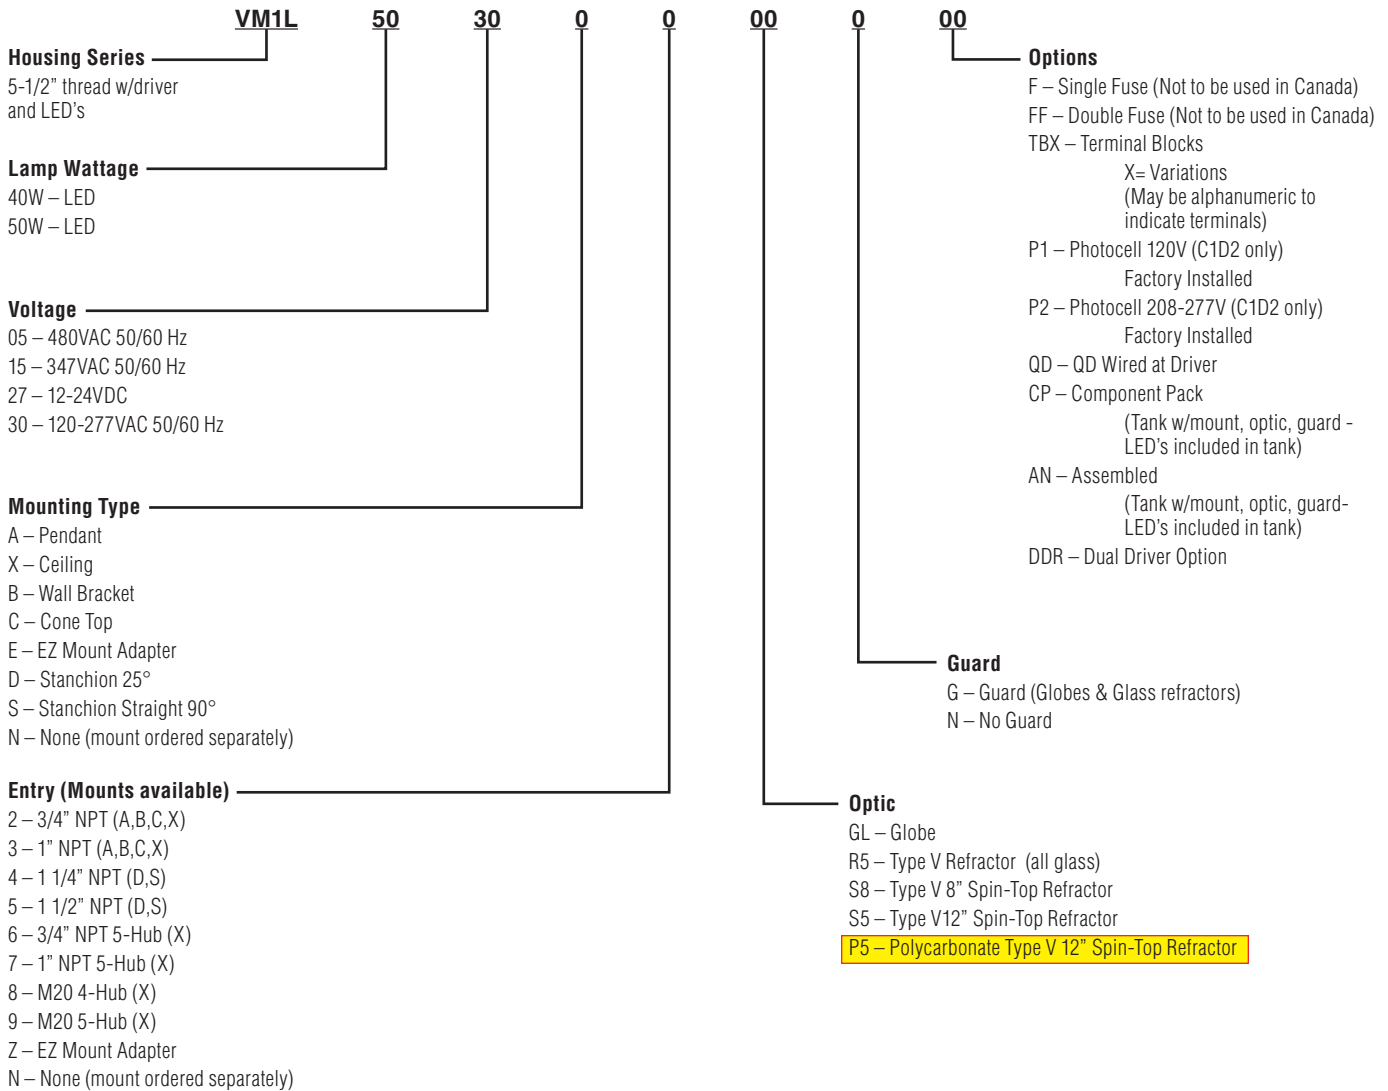 VM1L 50 30 0 0 00 0 00
Housing Series
5-1/2" thread w/driver
and LED's
Lamp Wattage
40W – LED
50W – LED
Voltage
05 – 480VAC 50/60 Hz
15 – 347VAC 50/60 Hz
27 – 12-24VDC
30 – 120-277VAC 50/60 Hz
Mounting Type
A – Pendant
X – Ceiling
B – Wall Bracket
C – Cone Top
E – EZ Mount Adapter
D – Stanchion 25°
S – Stanchion Straight 90°
N – None (mount ordered separately)
Entry (Mounts available)
2 – 3/4" NPT (A,B,C,X)
3 – 1" NPT (A,B,C,X)
4 – 1 1/4" NPT (D,S)
5 – 1 1/2" NPT (D,S)
6 – 3/4" NPT 5-Hub (X)
7 – 1" NPT 5-Hub (X)
8 – M20 4-Hub (X)
9 – M20 5-Hub (X)
Z – EZ Mount Adapter
N – None (mount ordered separately)
Options
F – Single Fuse (Not to be used in Canada)
FF – Double Fuse (Not to be used in Canada)
TBX – Terminal Blocks
X= Variations
(May be alphanumeric to
indicate terminals)
P1 – Photocell 120V (C1D2 only)
Factory Installed
P2 – Photocell 208-277V (C1D2 only)
Factory Installed
QD – QD Wired at Driver
CP – Component Pack
(Tank w/mount, optic, guard -
LED's included in tank)
AN – Assembled
(Tank w/mount, optic, guard-
LED's included in tank)
DDR – Dual Driver Option
Guard
G – Guard (Globes & Glass refractors)
N – No Guard
Optic
GL – Globe
R5 – Type V Refractor (all glass)
S8 – Type V 8" Spin-Top Refractor
S5 – Type V12" Spin-Top Refractor
P5 – Polycarbonate Type V 12" Spin-Top Refractor